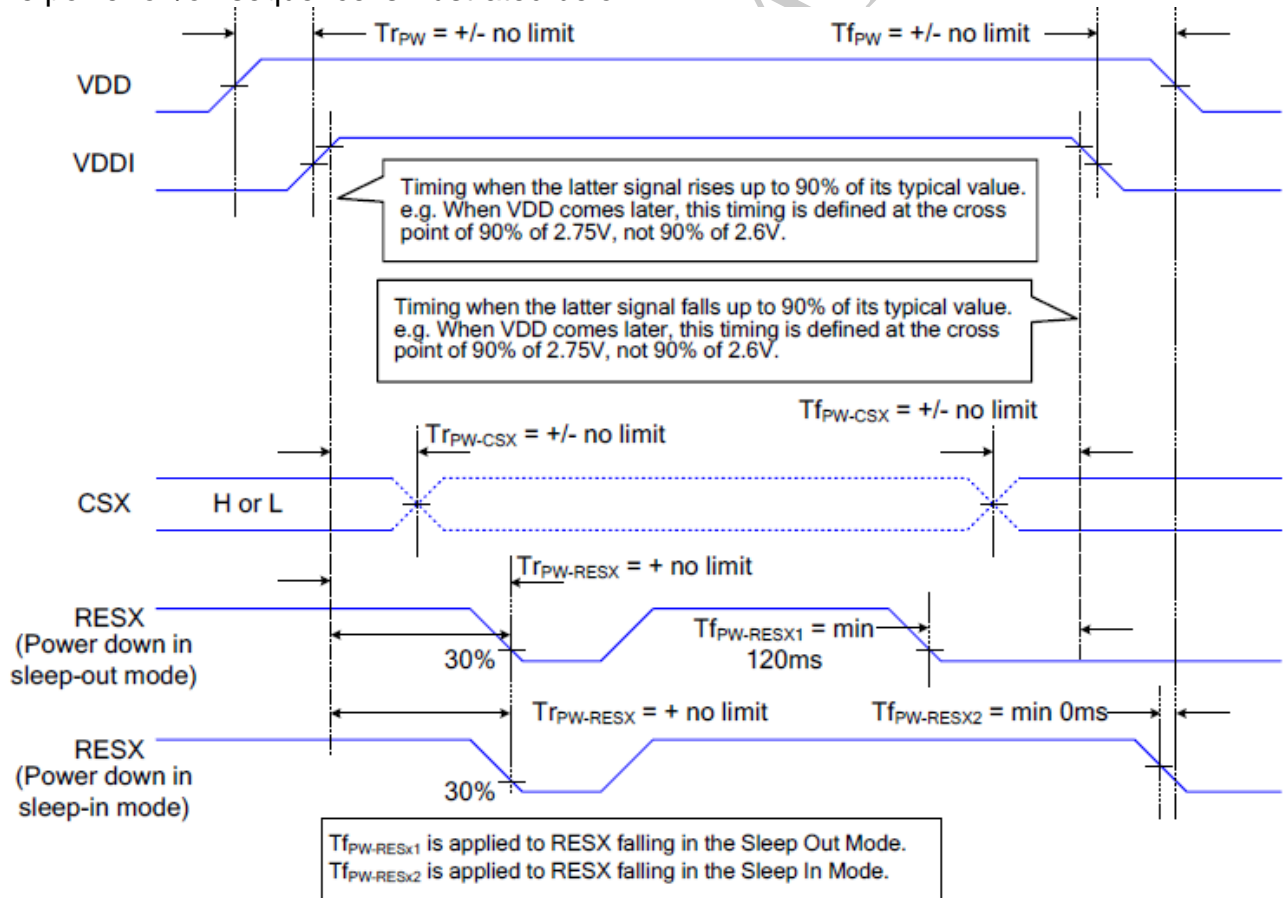 TrPW = +/- no limit
TfPW = +/- no limit
VDD
VDDI
Timing when the latter signal rises up to 90% of its typical value.
e.g. When VDD comes later, this timing is defined at the cross
point of 90% of 2.75V, not 90% of 2.6V.
Timing when the latter signal falls up to 90% of its typical value.
e.g. When VDD comes later, this timing is defined at the cross
point of 90% of 2.75V, not 90% of 2.6V.
TfPW-CSX = +/- no limit
TrPW-CSX = +/- no limit
CSX
H or L
TrPW-RESX = + no limit
RESX
(Power down in
sleep-out mode)
30%
TfPW-RESX1 = min
120ms
TrPW-RESX = + no limit
TfPW-RESX2 = min 0ms
RESX
(Power down in
sleep-in mode)
30%
TfPW-RESx1 is applied to RESX falling in the Sleep Out Mode.
TfPW-RESx2 is applied to RESX falling in the Sleep In Mode.